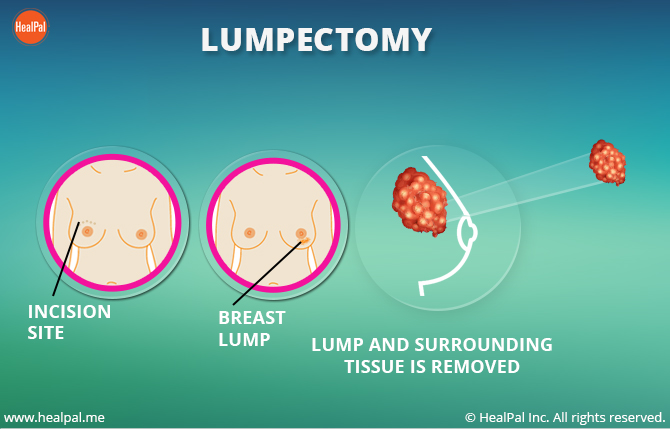 HealPal
LUMPECTOMY
INCISION
SITE
BREAST
LUMP
LUMP AND SURROUNDING
TISSUE IS REMOVED
www.healpal.me
© HealPal Inc. All rights reserved.